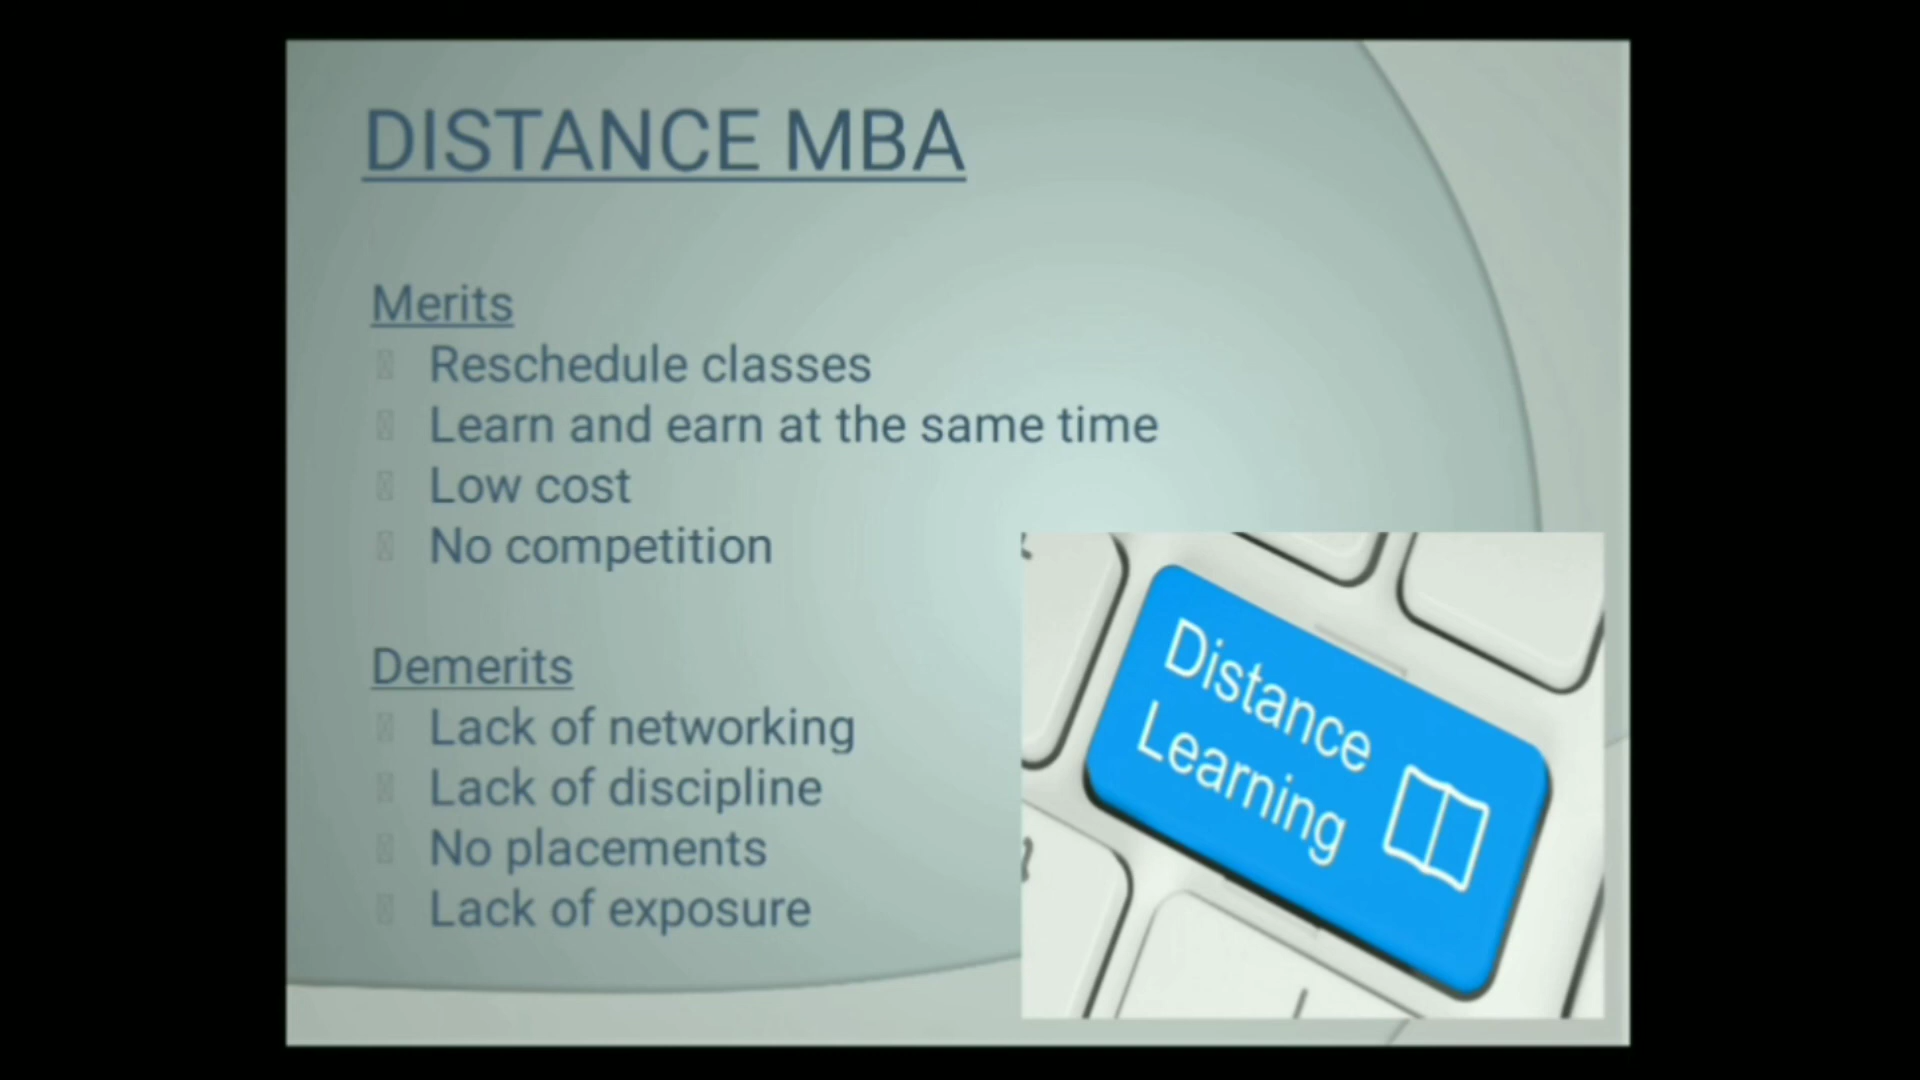 DISTANCE MBA
Merits
Reschedule classes
Learn and earn at the same time
Low cost
No competition
Demerits
Lack of networking
Lack of discipline
No placements
Lack of exposure
Distance
Learning